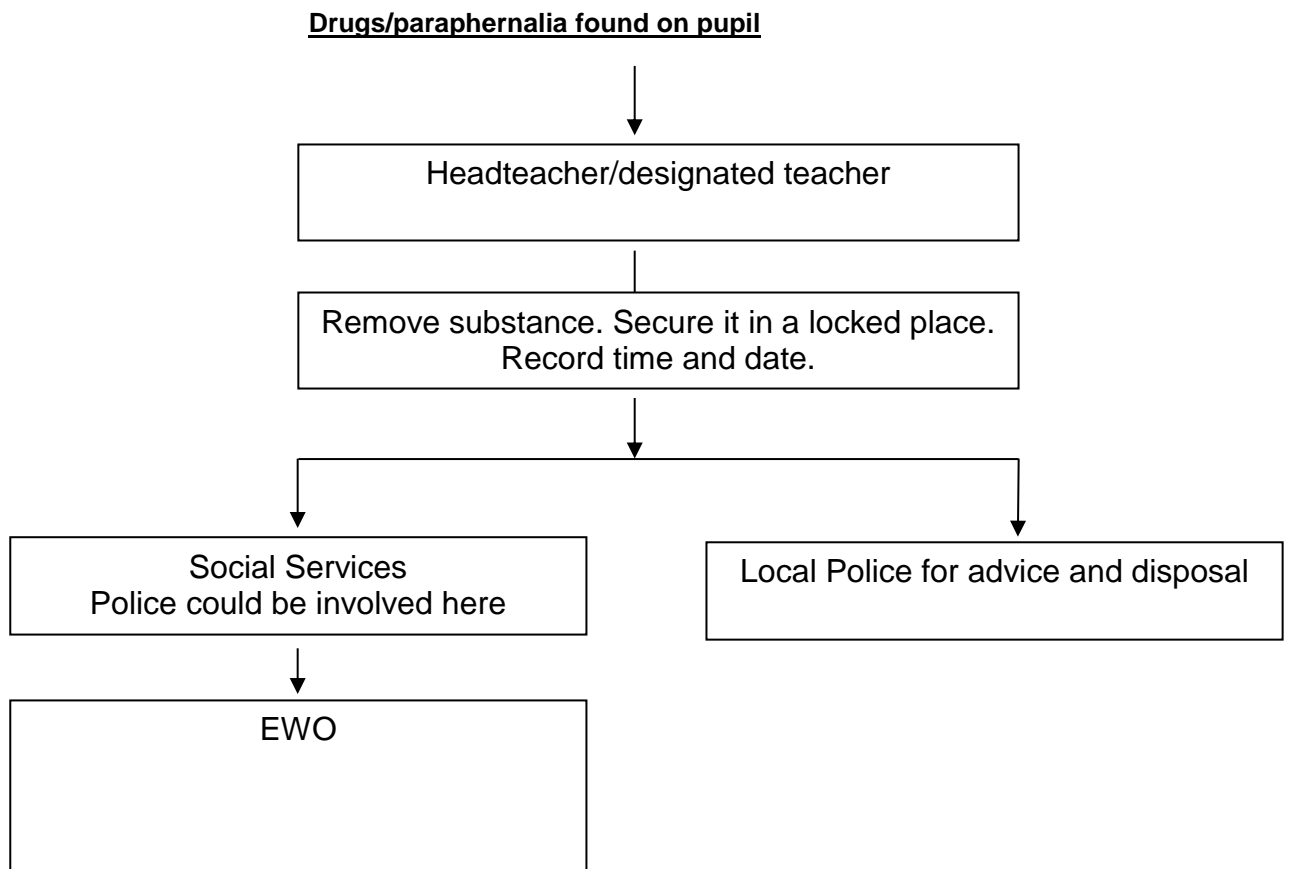 Drugs/paraphernalia found on pupil
Headteacher/designated teacher
Remove substance. Secure it in a locked place.
Record time and date.
Social Services
Police could be involved here
Local Police for advice and disposal
EWO